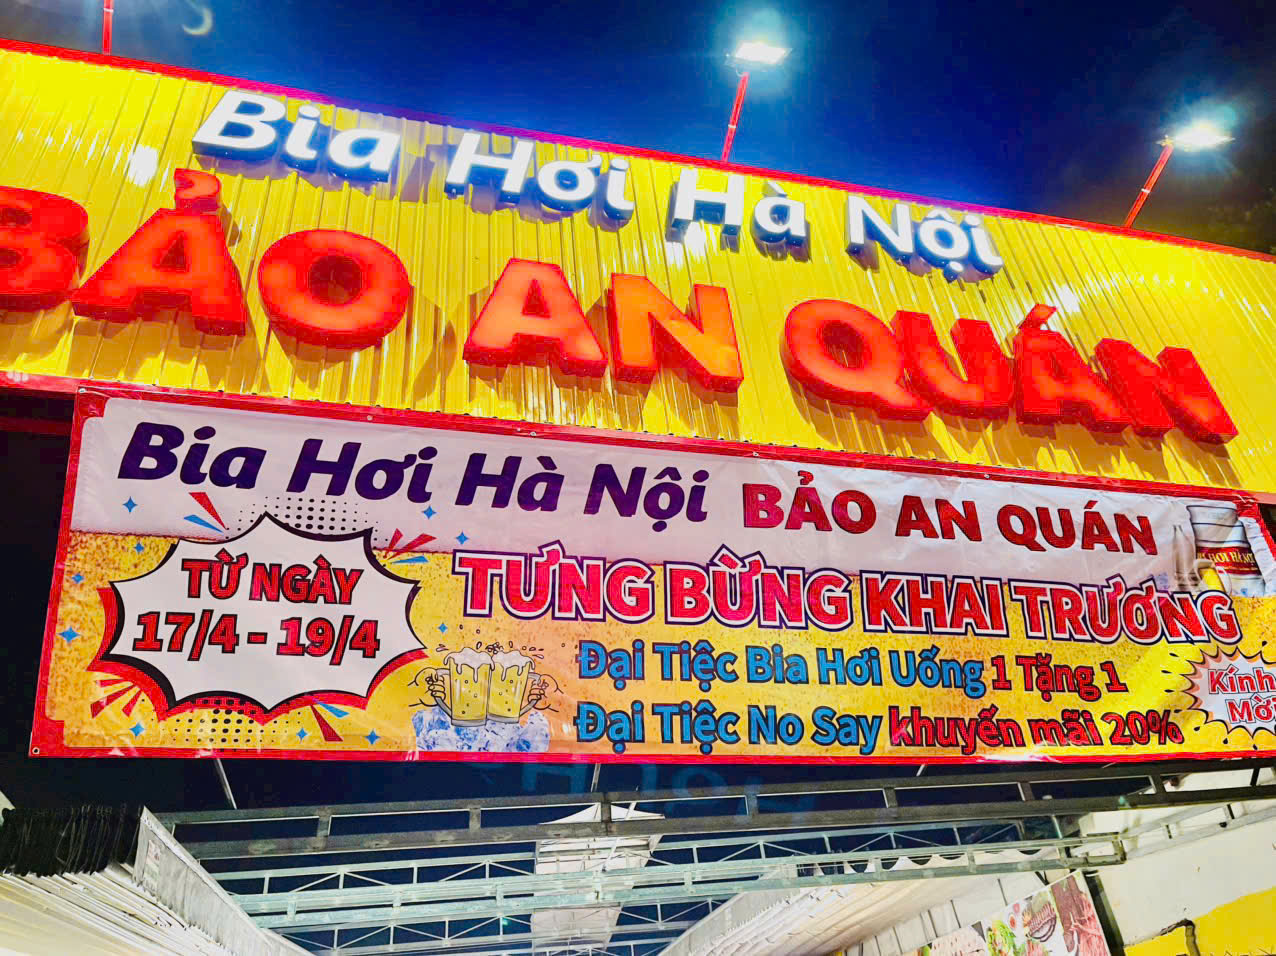 Bia Hơi Hà Nội
BẢO AN QUÁN
Bia Hơi Hà Nội BẢO AN QUÁN
TỪ NGÀY
17/4 - 19/4
TƯNG BỪNG KHAI TRƯƠNG
Đại Tiệc Bia Hơi Uống 1 Tặng 1
Đại Tiệc No Say khuyến mãi 20%
Kính
Mời